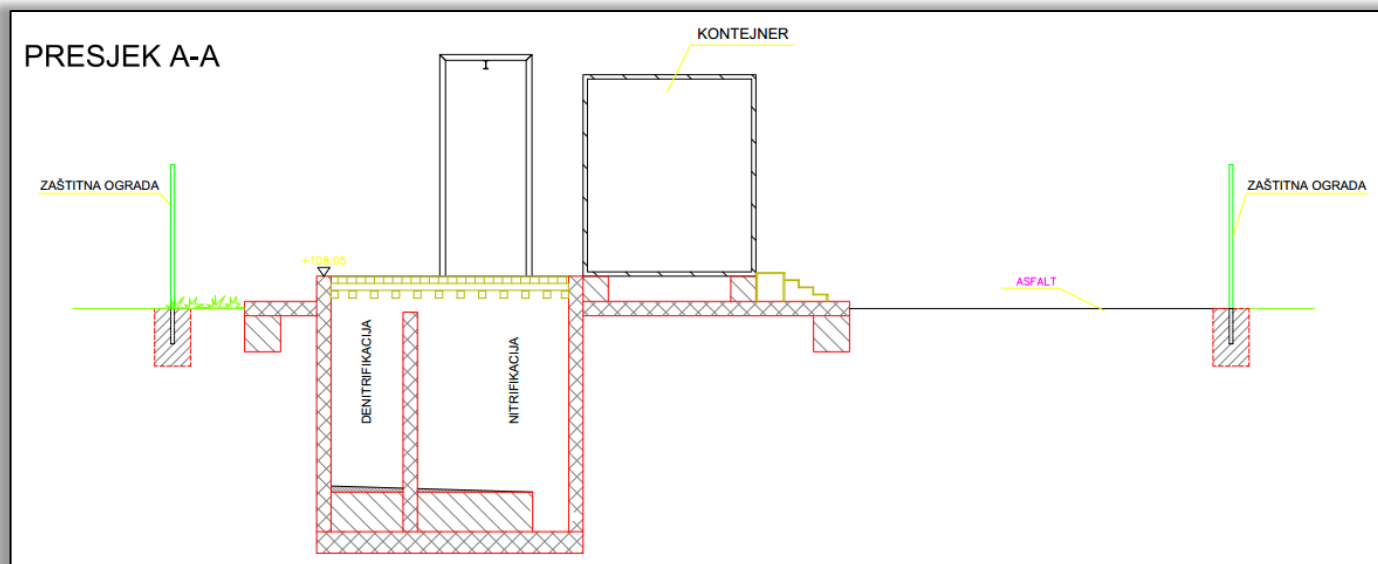 PRESJEK A-A
KONTEJNER
ZAŠTITNA OGRADA
ZAŠTITNA OGRADA
+108,05
ASFALT
DENITRIFIKACIJA
NITRIFIKACIJA